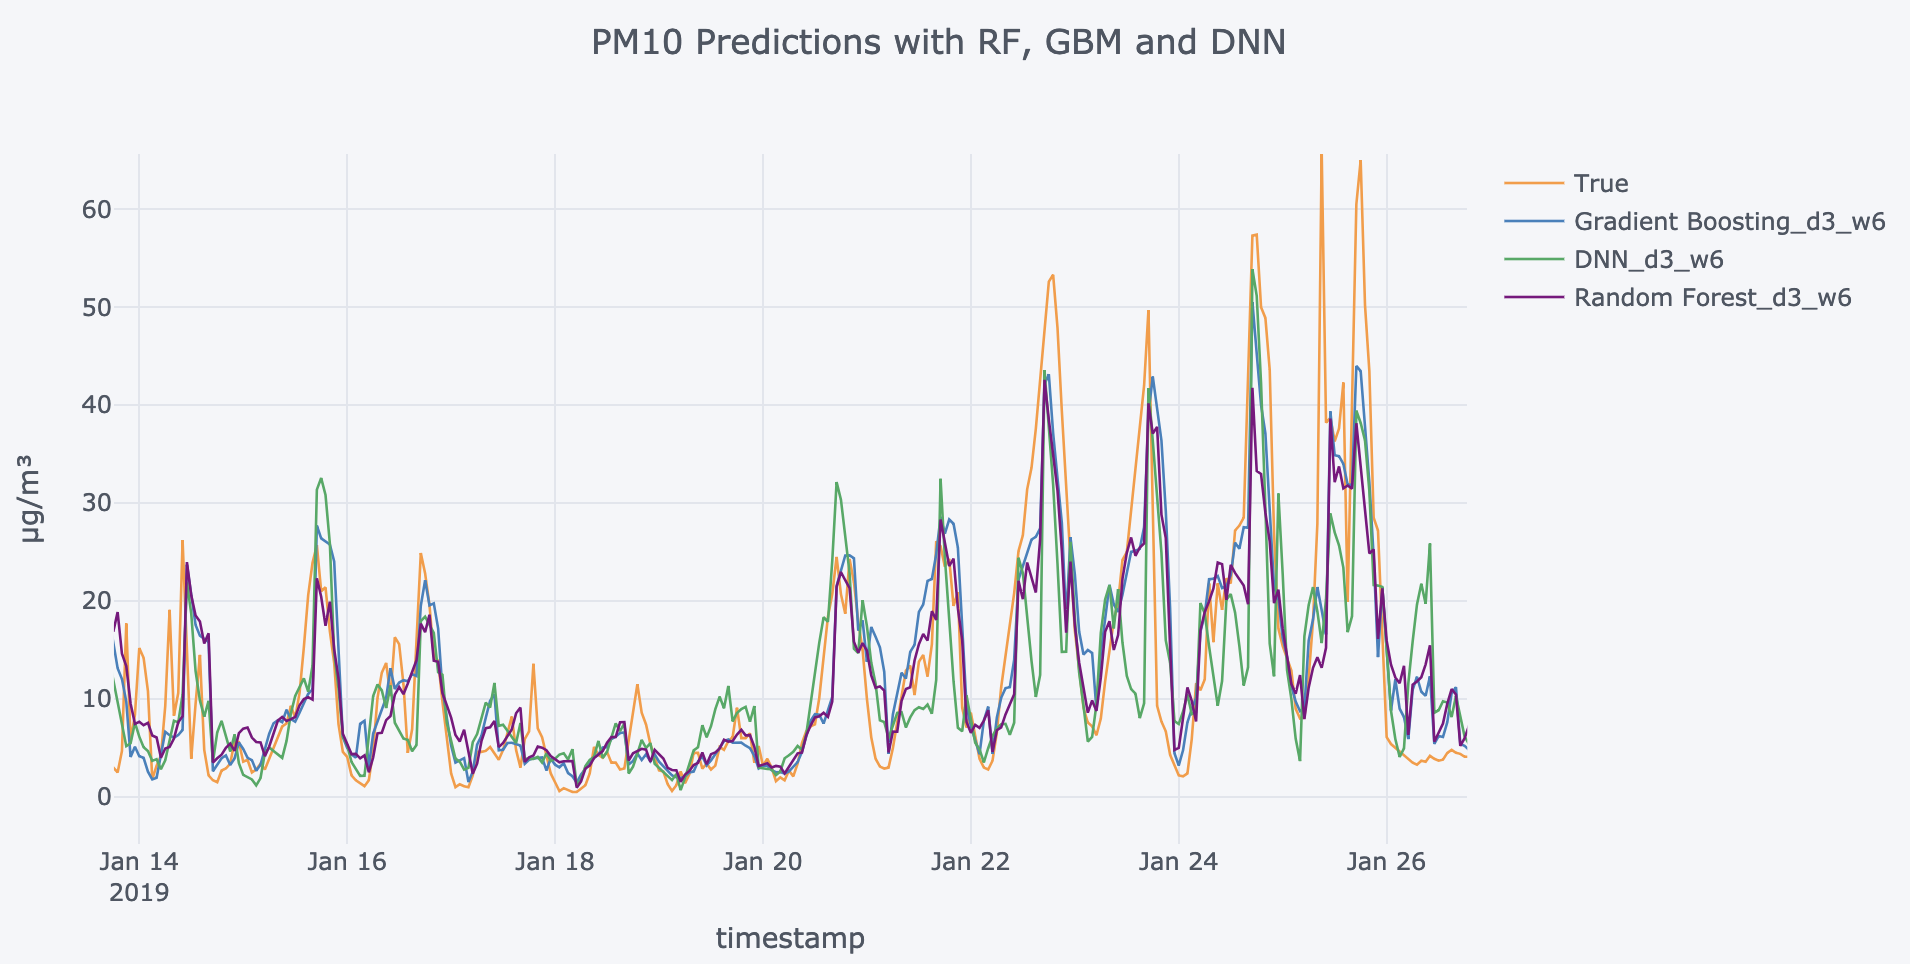 PM10 Predictions with RF, GBM and DNN
True
Gradient Boosting_d3_w6
DNN_d3_w6
Random Forest_d3_w6
60
50
40
30
20
10
0
μg/m³
Jan 14 Jan 16 Jan 18 Jan 20 Jan 22 Jan 24 Jan 26
2019
timestamp